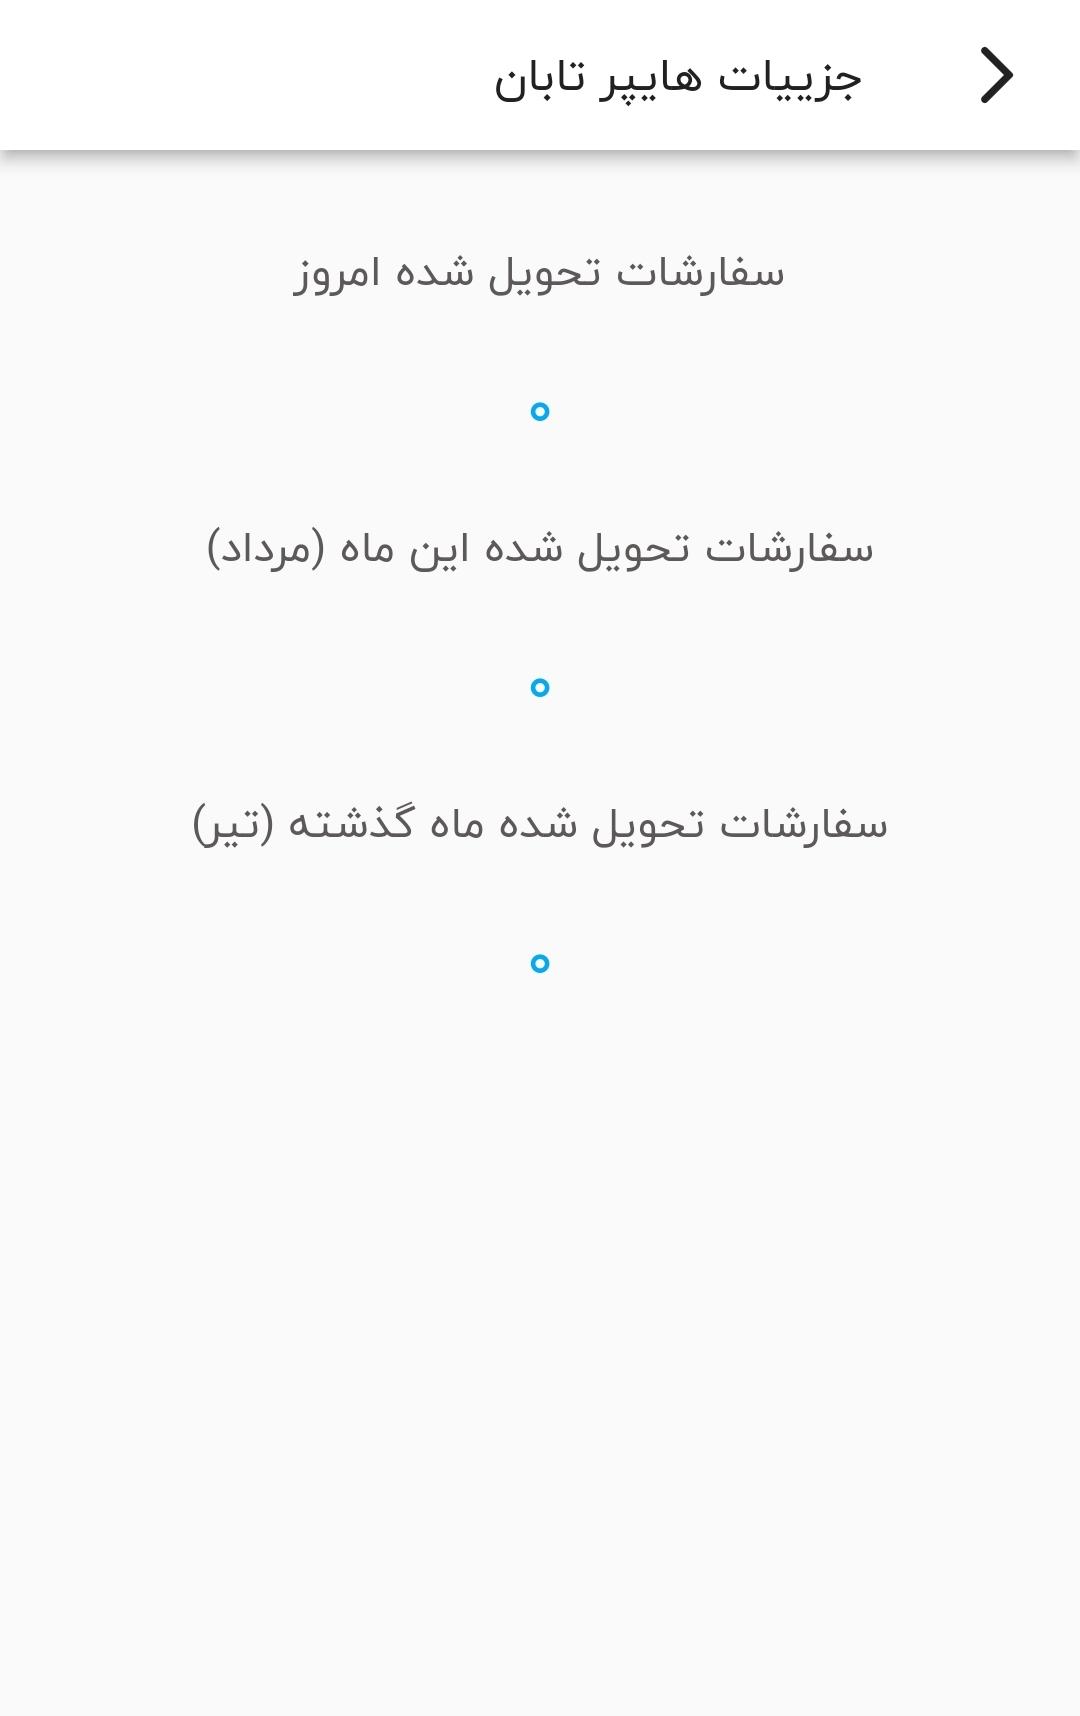 جزییات هایپر تابان
سفارشات تحویل شده امروز
۰
سفارشات تحویل شده این ماه (مرداد)
۰
سفارشات تحویل شده ماه گذشته (تیر)
۰